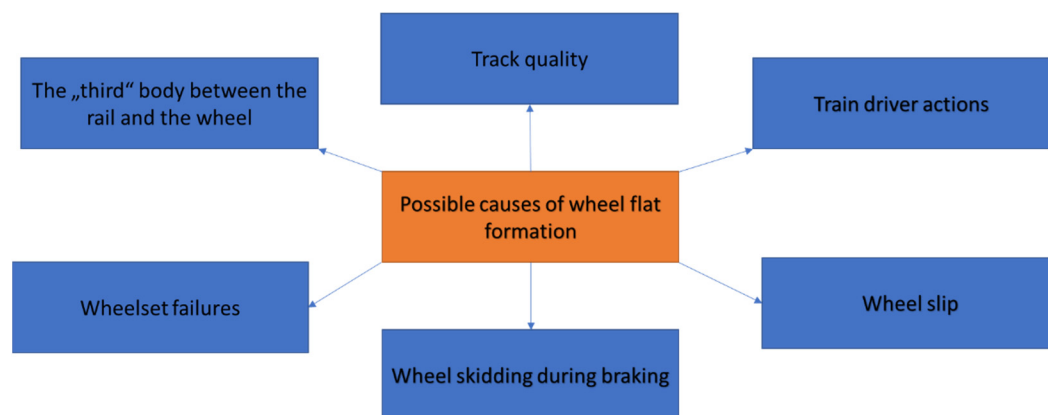 Track quality
The „third“ body between the
rail and the wheel
Train driver actions
Possible causes of wheel flat
formation
Wheelset failures
Wheel slip
Wheel skidding during braking